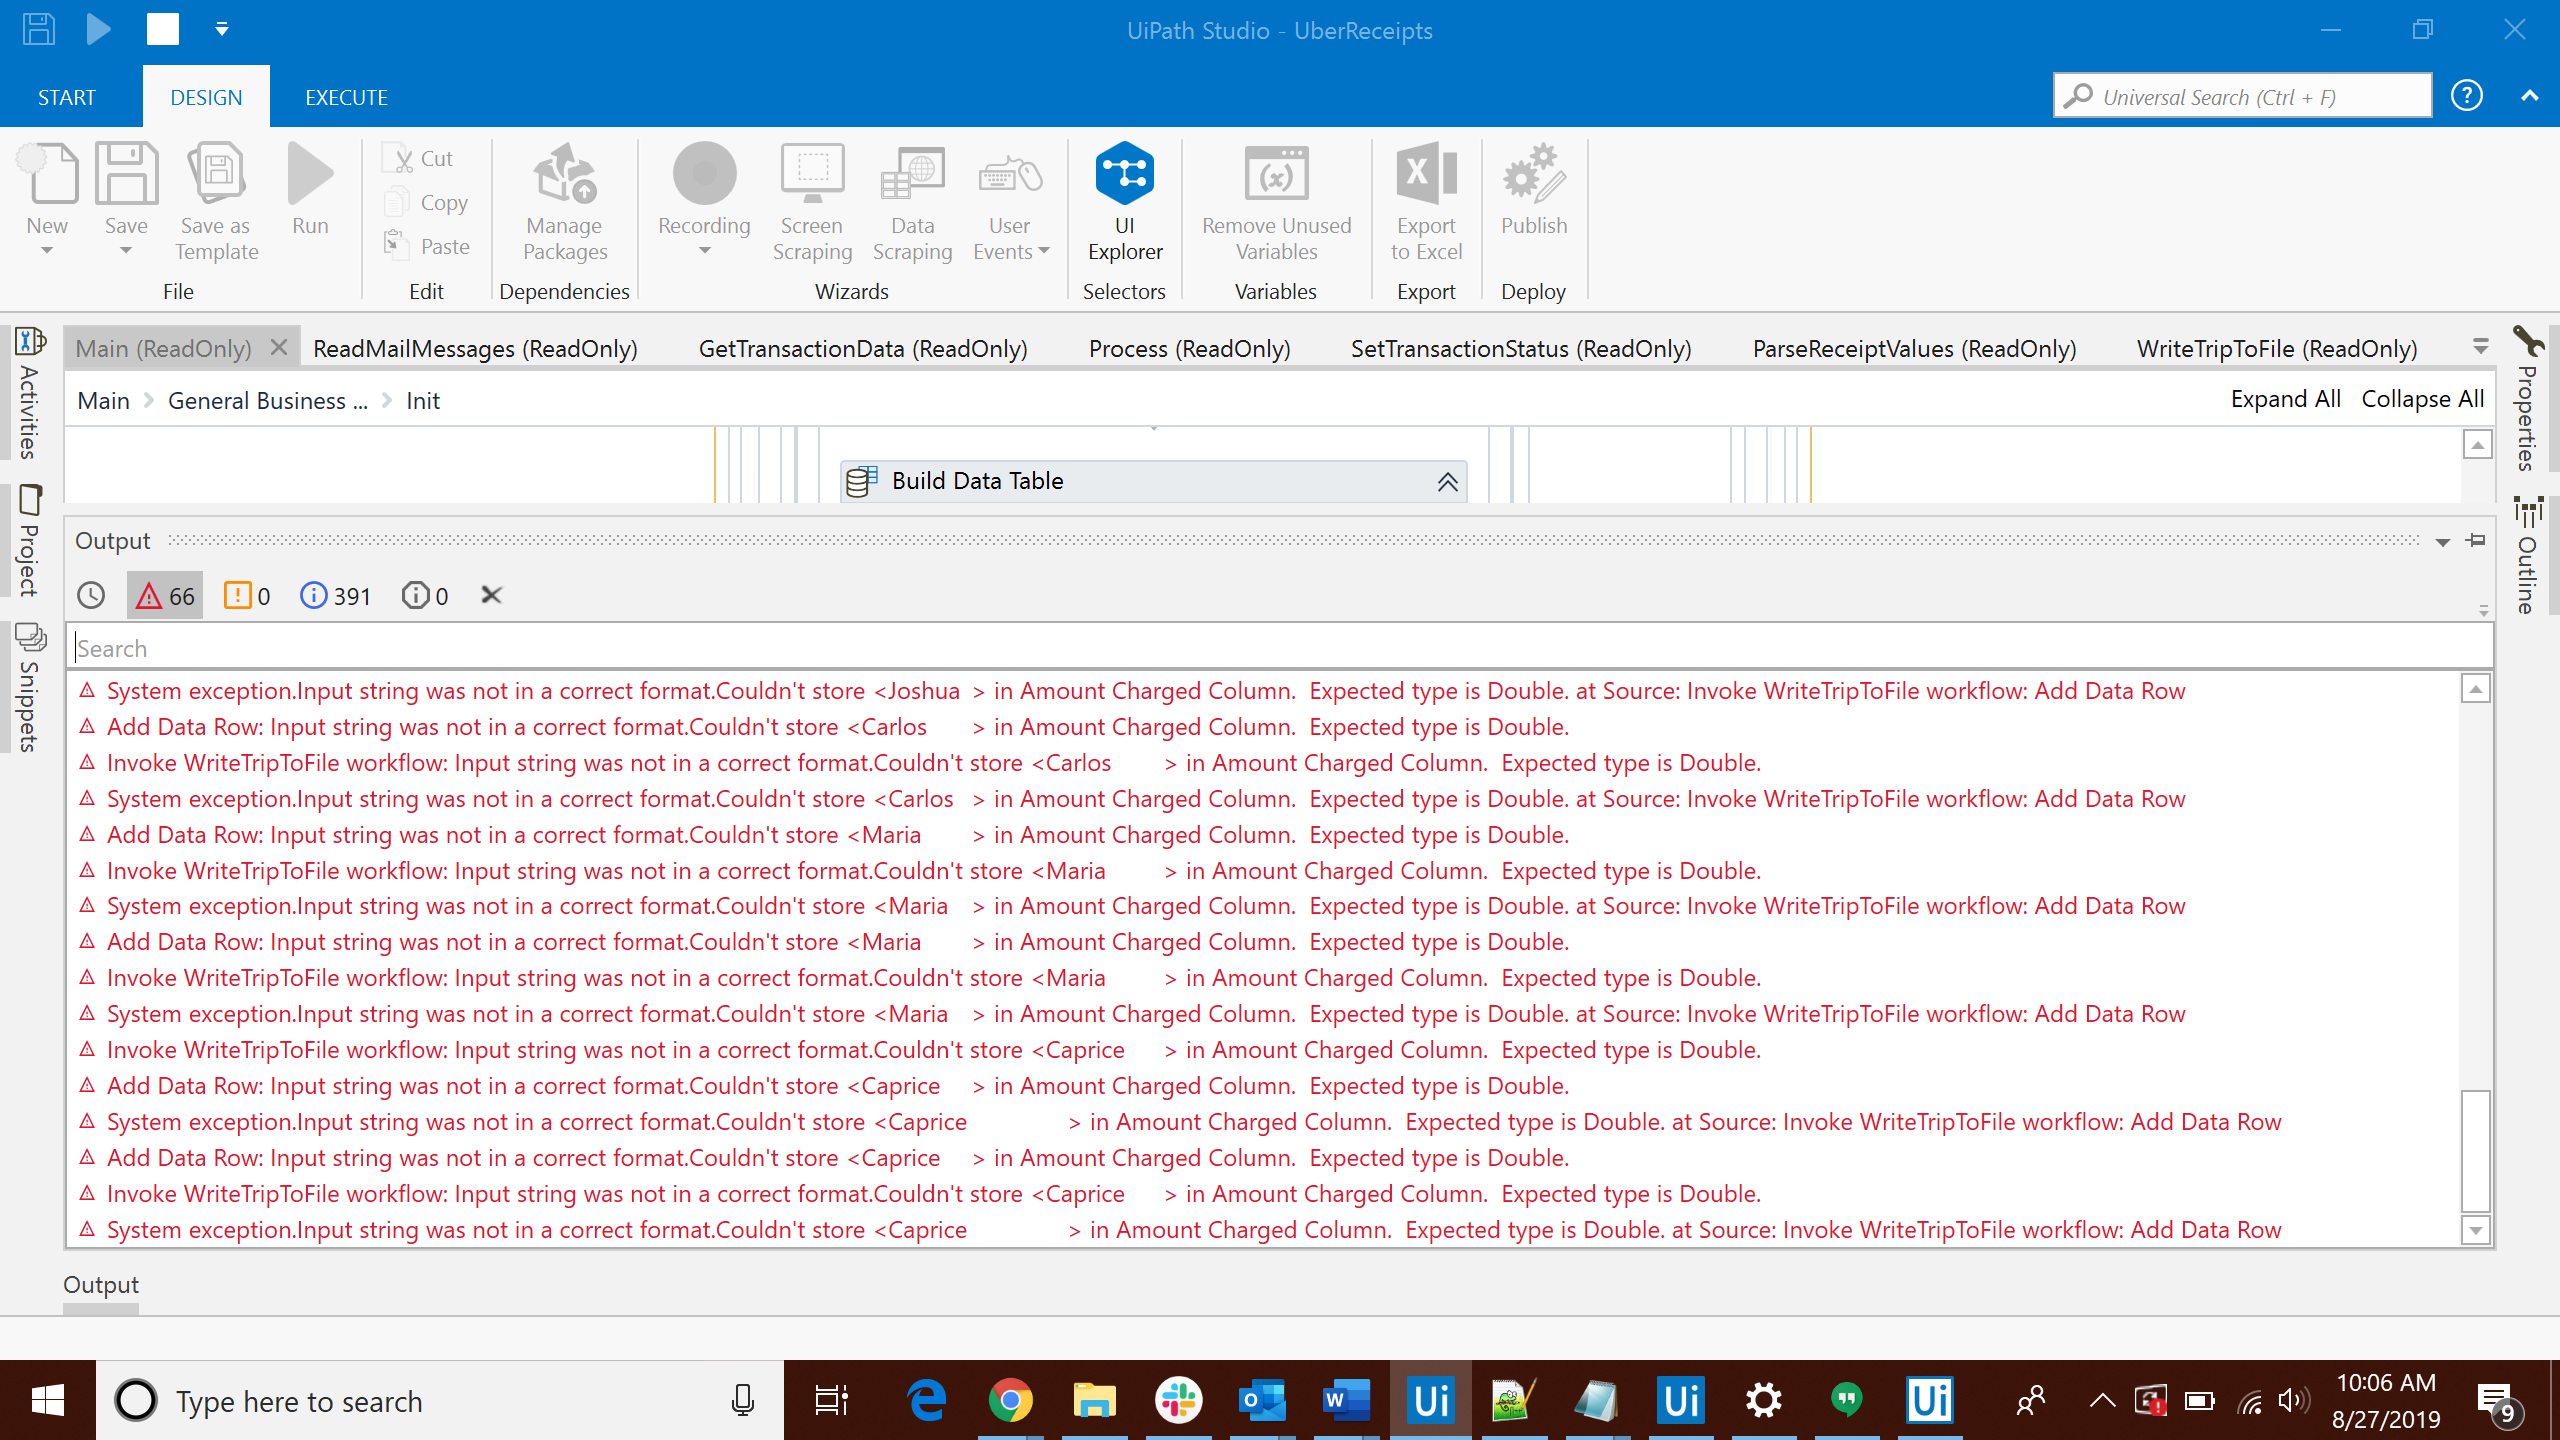 UiPath Studio - UberReceipts
START DESIGN EXECUTE
Universal Search (Ctrl + F)
New
Save
Save as Template
Run
Cut
Copy
Paste
Manage Packages
Recording
Screen Scraping
Data Scraping
User Events
UI Explorer
Remove Unused Variables
Export to Excel
Publish
File Edit Dependencies Wizards Selectors Variables Export Deploy
Activities
Project
Snippets
Properties
Outline
Main (ReadOnly) ReadMailMessages (ReadOnly) GetTransactionData (ReadOnly) Process (ReadOnly) SetTransactionStatus (ReadOnly) ParseReceiptValues (ReadOnly) WriteTripToFile (ReadOnly)
Main > General Business ... > Init
Expand All Collapse All
Build Data Table
Output
66 0 391 0
Search
System exception.Input string was not in a correct format.Couldn't store <Joshua > in Amount Charged Column. Expected type is Double. at Source: Invoke WriteTripToFile workflow: Add Data Row
Add Data Row: Input string was not in a correct format.Couldn't store <Carlos > in Amount Charged Column. Expected type is Double.
Invoke WriteTripToFile workflow: Input string was not in a correct format.Couldn't store <Carlos > in Amount Charged Column. Expected type is Double.
System exception.Input string was not in a correct format.Couldn't store <Carlos > in Amount Charged Column. Expected type is Double. at Source: Invoke WriteTripToFile workflow: Add Data Row
Add Data Row: Input string was not in a correct format.Couldn't store <Maria > in Amount Charged Column. Expected type is Double.
Invoke WriteTripToFile workflow: Input string was not in a correct format.Couldn't store <Maria > in Amount Charged Column. Expected type is Double.
System exception.Input string was not in a correct format.Couldn't store <Maria > in Amount Charged Column. Expected type is Double. at Source: Invoke WriteTripToFile workflow: Add Data Row
Add Data Row: Input string was not in a correct format.Couldn't store <Maria > in Amount Charged Column. Expected type is Double.
Invoke WriteTripToFile workflow: Input string was not in a correct format.Couldn't store <Maria > in Amount Charged Column. Expected type is Double.
System exception.Input string was not in a correct format.Couldn't store <Maria > in Amount Charged Column. Expected type is Double. at Source: Invoke WriteTripToFile workflow: Add Data Row
Invoke WriteTripToFile workflow: Input string was not in a correct format.Couldn't store <Caprice > in Amount Charged Column. Expected type is Double.
Add Data Row: Input string was not in a correct format.Couldn't store <Caprice > in Amount Charged Column. Expected type is Double.
System exception.Input string was not in a correct format.Couldn't store <Caprice > in Amount Charged Column. Expected type is Double. at Source: Invoke WriteTripToFile workflow: Add Data Row
Add Data Row: Input string was not in a correct format.Couldn't store <Caprice > in Amount Charged Column. Expected type is Double.
Invoke WriteTripToFile workflow: Input string was not in a correct format.Couldn't store <Caprice > in Amount Charged Column. Expected type is Double.
System exception.Input string was not in a correct format.Couldn't store <Caprice > in Amount Charged Column. Expected type is Double. at Source: Invoke WriteTripToFile workflow: Add Data Row
Output
Type here to search
Ui
Ui
Ui
10:06 AM
8/27/2019
9